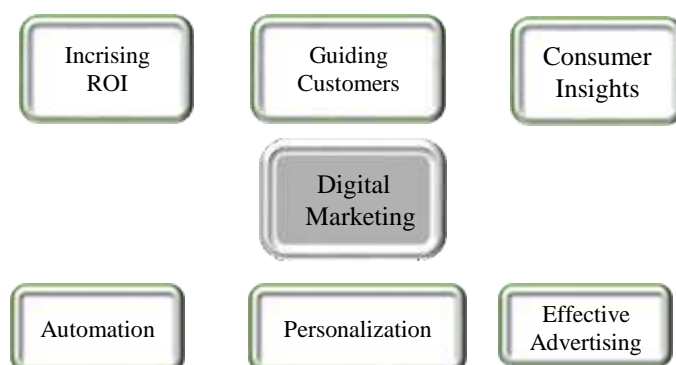 Incrising
ROI
Guiding
Customers
Consumer
Insights
Digital
Marketing
Automation
Personalization
Effective
Advertising